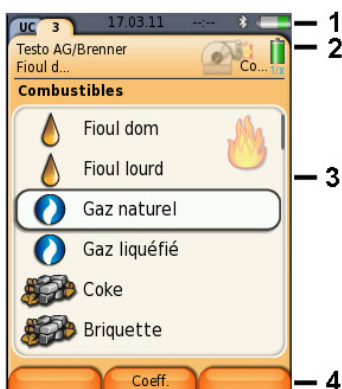 UC 3 17.03.11 --:-- 1
2
Testo AG/Brenner
Fioul d... Co... 1/x
Combustibles
Fioul dom
Fioul lourd
3
Gaz naturel
Gaz liquéfié
Coke
Briquette
Coeff. 4